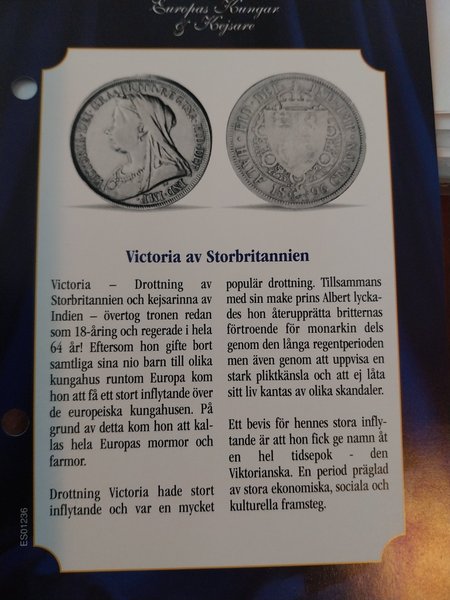 Europas Kungar
& Kejsare
Victoria av Storbritannien
Victoria – Drottning av
Storbritannien och kejsarinna av
Indien – övertog tronen redan
som 18-åring och regerade i hela
64 år! Eftersom hon gifte bort
samtliga sina nio barn till olika
kungahus runtom Europa kom
hon att få ett stort inflytande över
de europeiska kungahusen. På
grund av detta kom hon att kal-
las hela Europas mormor och
farmor.
Drottning Victoria hade stort
inflytande och var en mycket
populär drottning. Tillsammans
med sin make prins Albert lycka-
des hon återupprätta britternas
förtroende för monarkin dels
genom den långa regentperioden
men även genom att uppvisa en
stark pliktkänsla och att ej låta
sitt liv kantas av olika skandaler.
Ett bevis för hennes stora infly-
tande är att hon fick ge namn åt
en hel tidsepok - den
Viktorianska. En period präglad
av stora ekonomiska, sociala och
kulturella framsteg.
ES01236